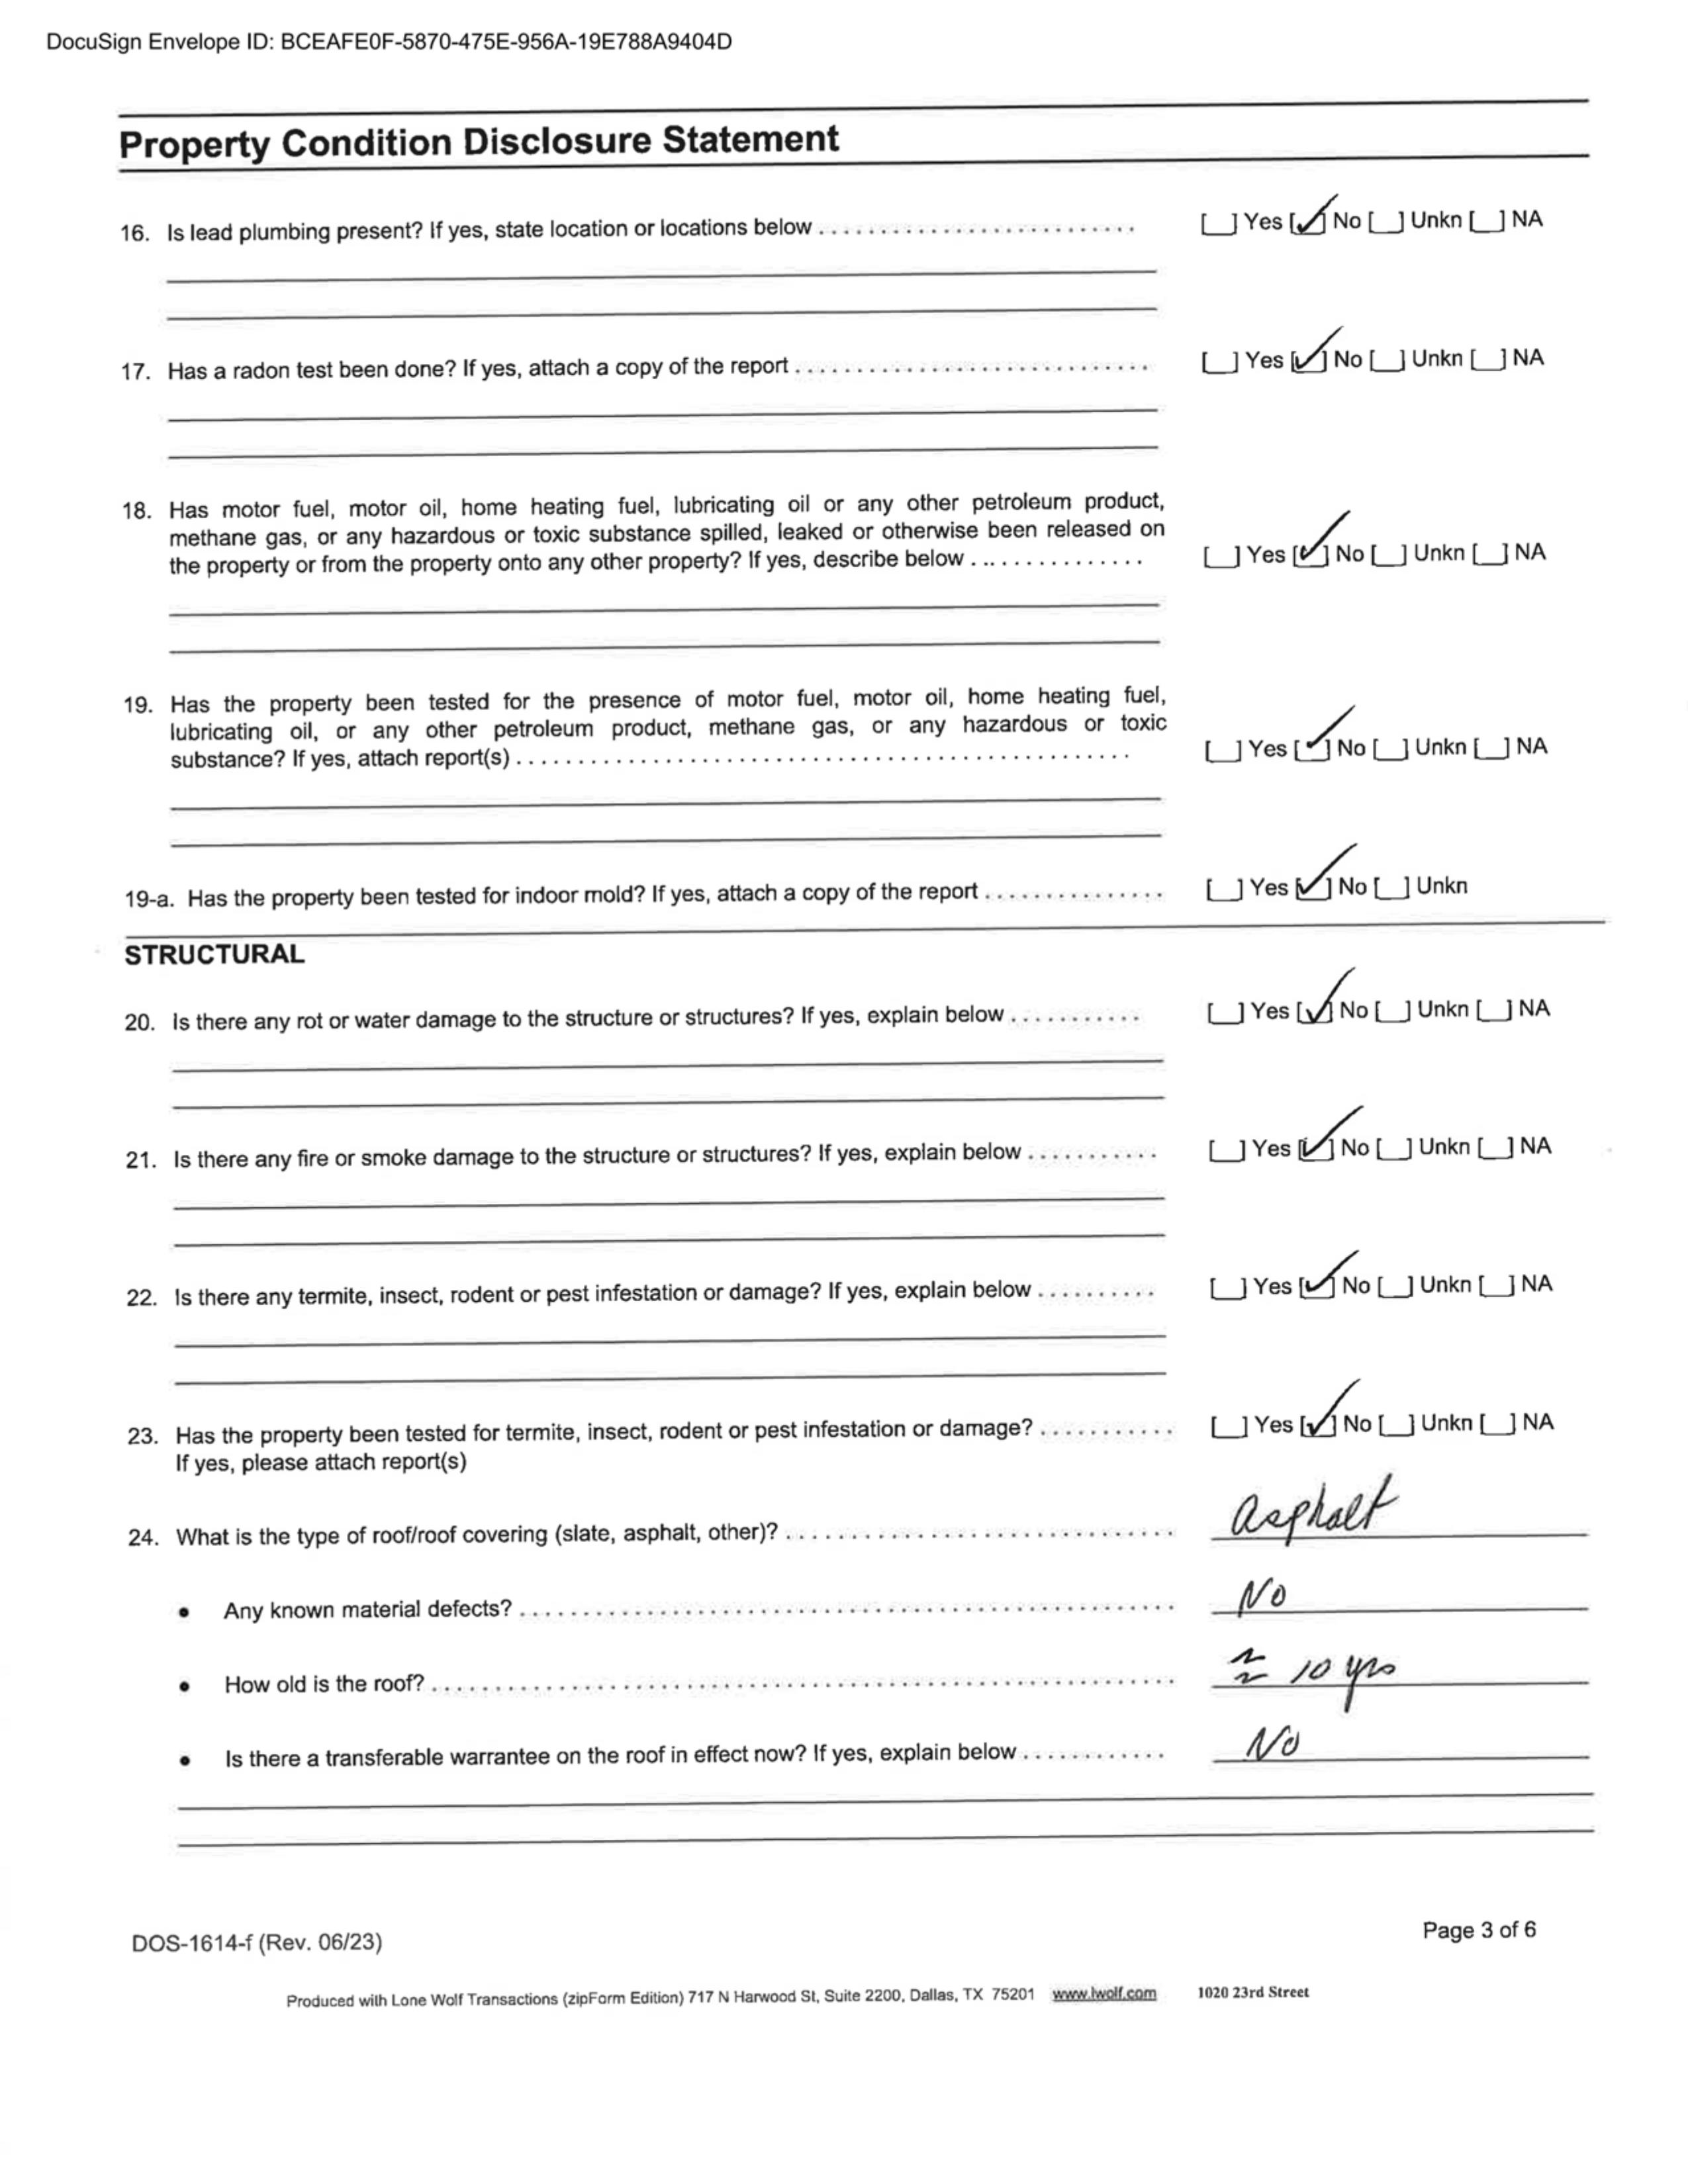 DocuSign Envelope ID: BCEAFE0F-5870-475E-956A-19E788A9404D
Property Condition Disclosure Statement
16. Is lead plumbing present? If yes, state location or locations below . . . . . . . . . . . . . . . . . . . . . . . . . . [ ] Yes [✓] No [ ] Unkn [ ] NA
17. Has a radon test been done? If yes, attach a copy of the report . . . . . . . . . . . . . . . . . . . . . . . . . . . . . [ ] Yes [✓] No [ ] Unkn [ ] NA
18. Has motor fuel, motor oil, home heating fuel, lubricating oil or any other petroleum product,
methane gas, or any hazardous or toxic substance spilled, leaked or otherwise been released on
the property or from the property onto any other property? If yes, describe below . . . . . . . . . . . . . . . [ ] Yes [✓] No [ ] Unkn [ ] NA
19. Has the property been tested for the presence of motor fuel, motor oil, home heating fuel,
lubricating oil, or any other petroleum product, methane gas, or any hazardous or toxic
substance? If yes, attach report(s) . . . . . . . . . . . . . . . . . . . . . . . . . . . . . . . . . . . . . . . . . . . . . . . . . . [ ] Yes [✓] No [ ] Unkn [ ] NA
19-a. Has the property been tested for indoor mold? If yes, attach a copy of the report . . . . . . . . . . . . . . . [ ] Yes [✓] No [ ] Unkn
STRUCTURAL
20. Is there any rot or water damage to the structure or structures? If yes, explain below . . . . . . . . . . . [ ] Yes [✓] No [ ] Unkn [ ] NA
21. Is there any fire or smoke damage to the structure or structures? If yes, explain below . . . . . . . . . . . [ ] Yes [✓] No [ ] Unkn [ ] NA
22. Is there any termite, insect, rodent or pest infestation or damage? If yes, explain below . . . . . . . . . . [ ] Yes [✓] No [ ] Unkn [ ] NA
23. Has the property been tested for termite, insect, rodent or pest infestation or damage? . . . . . . . . . . . [ ] Yes [✓] No [ ] Unkn [ ] NA
If yes, please attach report(s)
24. What is the type of roof/roof covering (slate, asphalt, other)? . . . . . . . . . . . . . . . . . . . . . . . . . . . . . . . . Asphalt
• Any known material defects? . . . . . . . . . . . . . . . . . . . . . . . . . . . . . . . . . . . . . . . . . . . . . . . . . . . . . No
• How old is the roof? . . . . . . . . . . . . . . . . . . . . . . . . . . . . . . . . . . . . . . . . . . . . . . . . . . . . . . . . . . . . ≈ 10 yrs
• Is there a transferable warrantee on the roof in effect now? If yes, explain below . . . . . . . . . . . . No
DOS-1614-f (Rev. 06/23)
Page 3 of 6
Produced with Lone Wolf Transactions (zipForm Edition) 717 N Harwood St, Suite 2200, Dallas, TX 75201 www.lwolf.com 1020 23rd Street